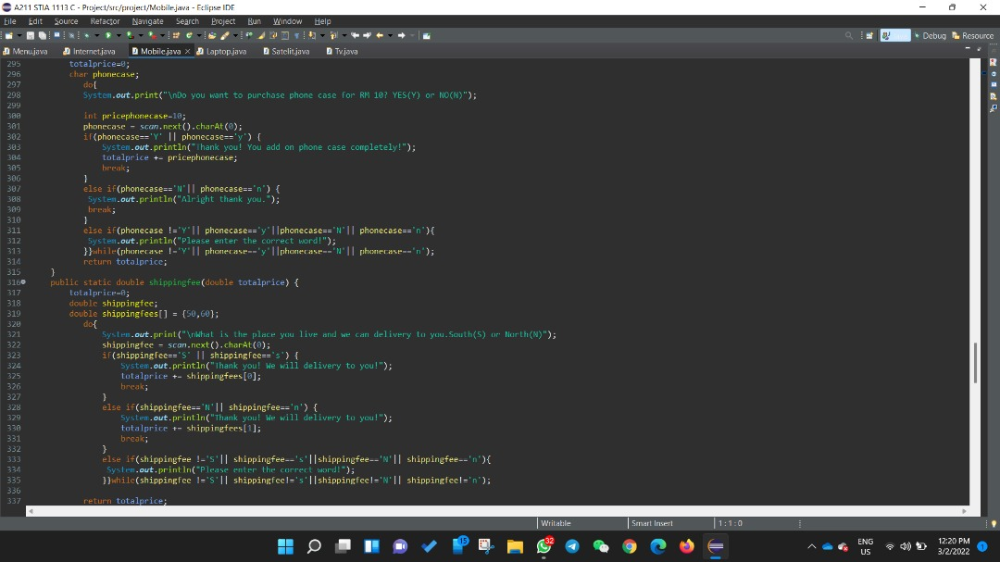 A211 STIA 1113 C - Project/src/project/Mobile.java - Eclipse IDE
File Edit Source Refactor Navigate Search Project Run Window Help
Debug Resource
Menu.java Internet.java Mobile.java Laptop.java Satelit.java Tv.java
295 totalprice=0;
296 char phonecase;
297 do{
298 System.out.print("\nDo you want to purchase phone case for RM 10? YES(Y) or NO(N)");
299
300 int pricephonecase=10;
301 phonecase = scan.next().charAt(0);
302 if(phonecase=='Y' || phonecase=='y') {
303 System.out.println("Thank you! You add on phone case completely!");
304 totalprice += pricephonecase;
305 break;
306 }
307 else if(phonecase=='N'|| phonecase=='n') {
308 System.out.println("Alright thank you.");
309 break;
310 }
311 else if(phonecase !='Y'|| phonecase=='y'||phonecase=='N'|| phonecase=='n'){
312 System.out.println("Please enter the correct word!");
313 }}while(phonecase !='Y'|| phonecase=='y'||phonecase=='N'|| phonecase=='n');
314 return totalprice;
315 }
316 public static double shippingfee(double totalprice) {
317 totalprice=0;
318 double shippingfee;
319 double shippingfees[] = {50,60};
320 do{
321 System.out.print("\nWhat is the place you live and we can delivery to you.South(S) or North(N)");
322 shippingfee = scan.next().charAt(0);
323 if(shippingfee=='S' || shippingfee=='s') {
324 System.out.println("Thank you! We will delivery to you!");
325 totalprice += shippingfees[0];
326 break;
327 }
328 else if(shippingfee=='N'|| shippingfee=='n') {
329 System.out.println("Thank you! We will delivery to you!");
330 totalprice += shippingfees[1];
331 break;
332 }
333 else if(shippingfee !='S'|| shippingfee=='s'||shippingfee=='N'|| shippingfee=='n'){
334 System.out.println("Please enter the correct word!");
335 }}while(shippingfee !='S'|| shippingfee!='s'||shippingfee!='N'|| shippingfee!='n');
336
337 return totalprice;
Writable Smart Insert 1 : 1 : 0
15 32 ENG US 12:20 PM 3/2/2022 1